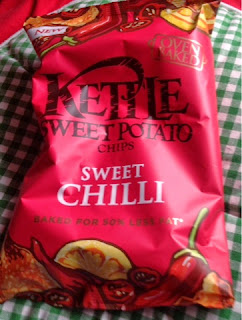 NEW
OVEN
BAKED
KETTLE
SWEET POTATO
CHIPS
SWEET
CHILLI
BAKED FOR 50% LESS FAT*